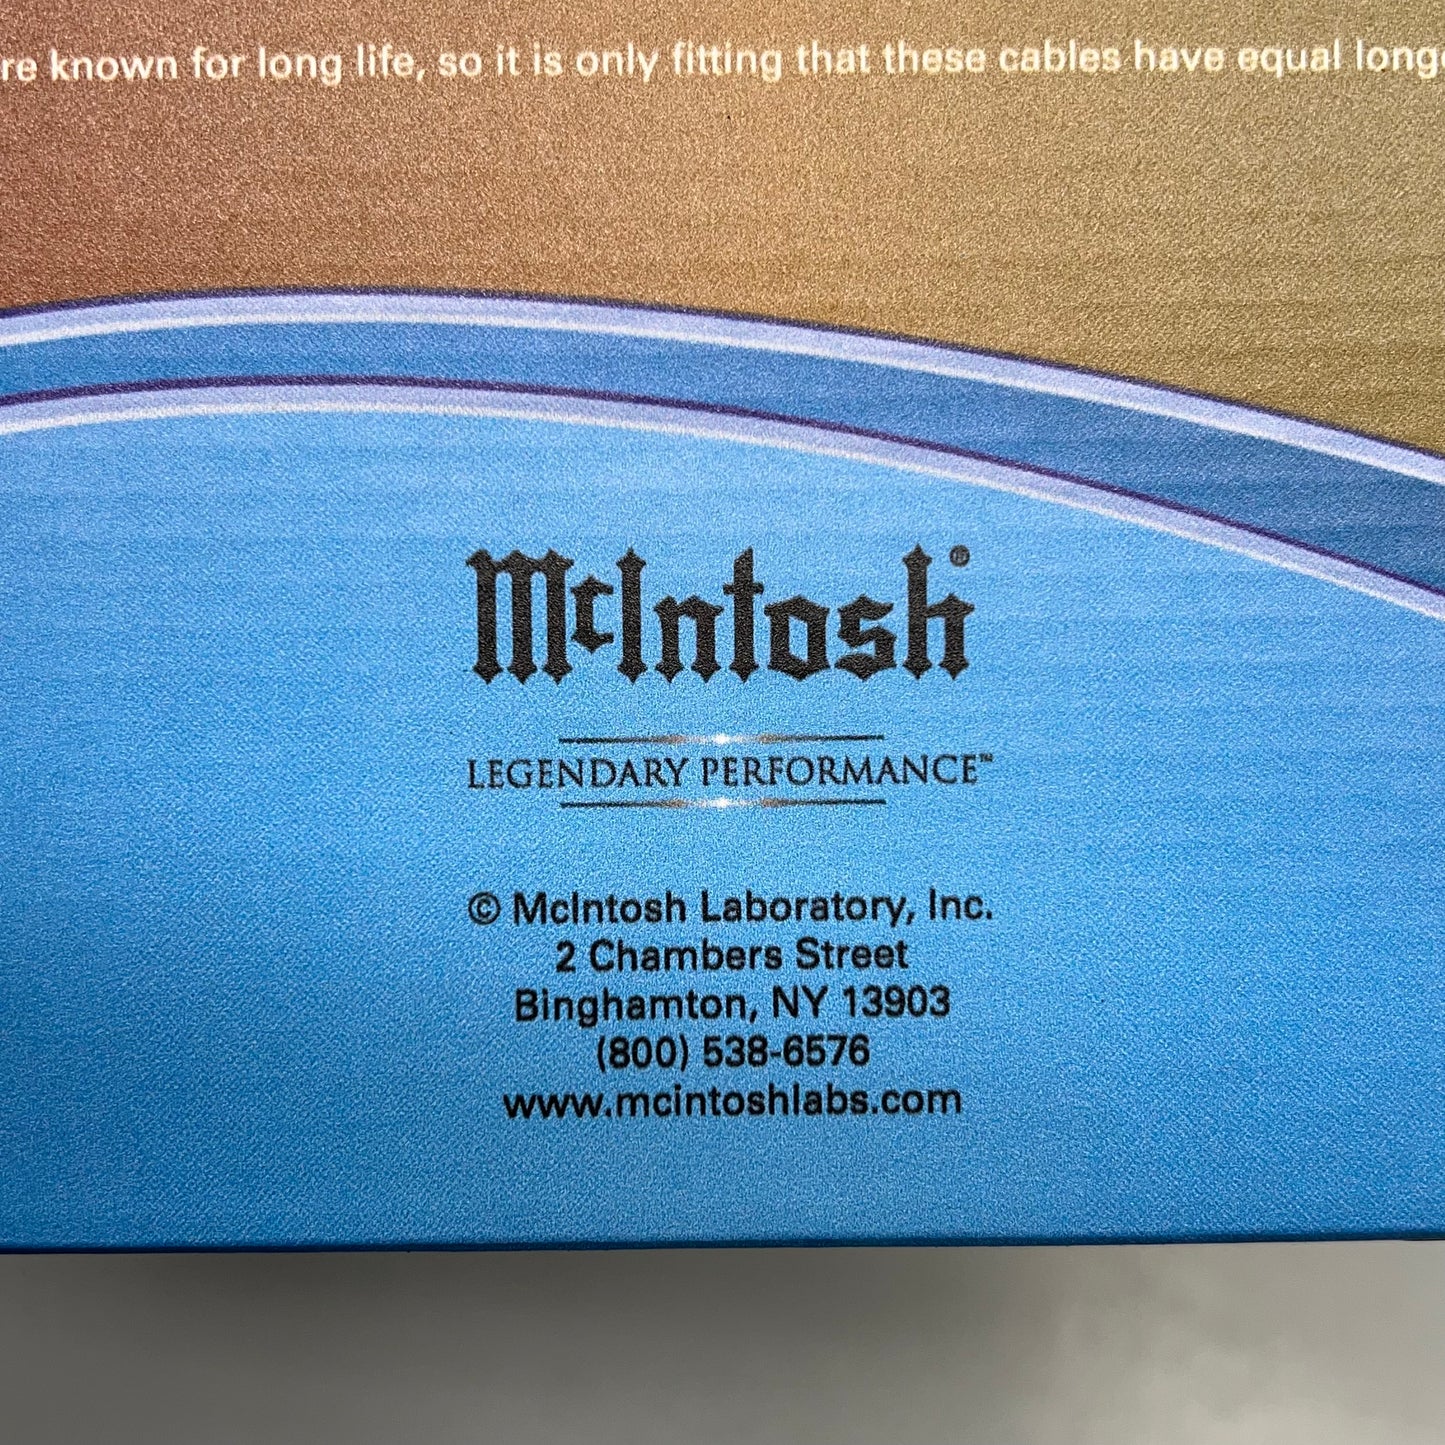 re known for long life, so it is only fitting that these cables have equal long
McIntosh®
LEGENDARY PERFORMANCE™
© McIntosh Laboratory, Inc.
2 Chambers Street
Binghamton, NY 13903
(800) 538-6576
www.mcintoshlabs.com